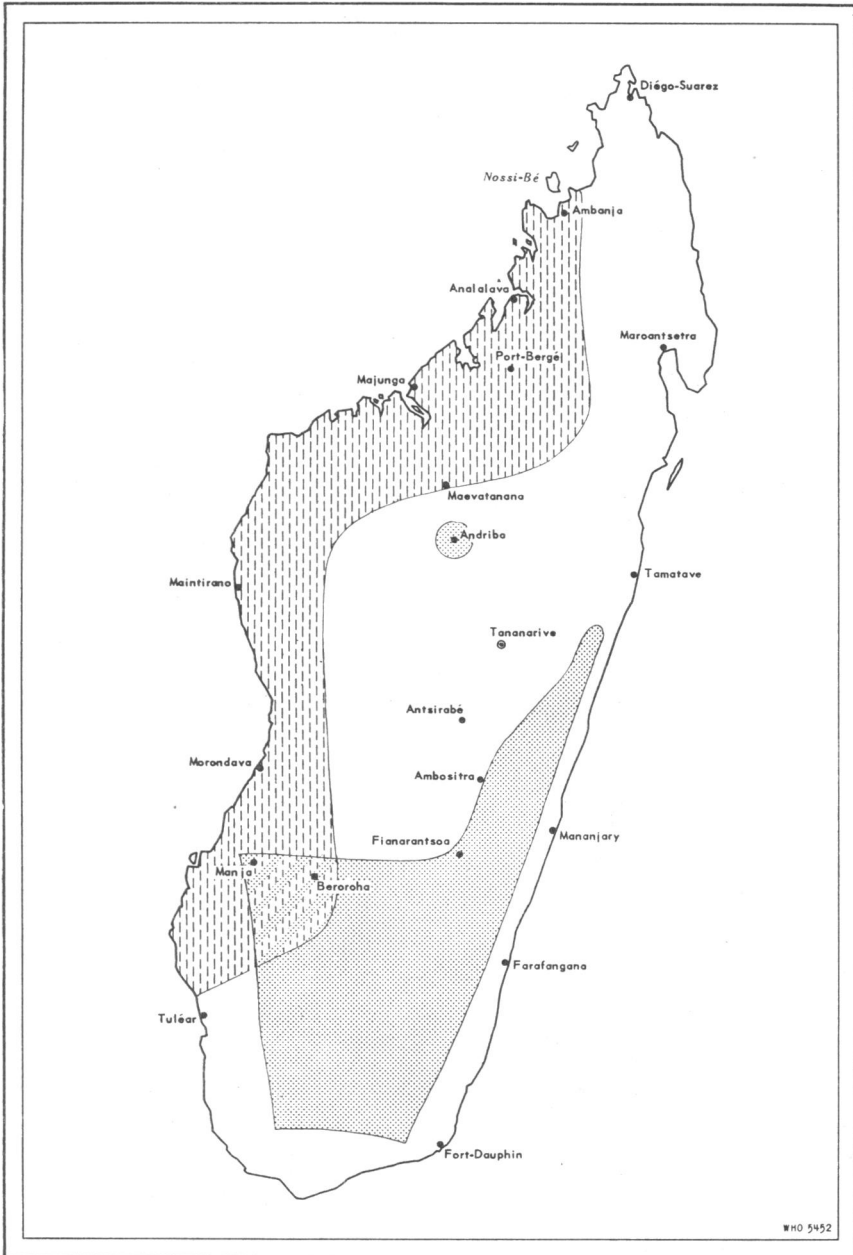 Diégo-Suarez
Nossi-Bé
Ambanja
Analalava
Maroantsetra
Port-Bergé
Majunga
Maevatanana
Andriba
Maintirano
Tamatave
Tananarive
Antsirabé
Morondava
Ambositra
Mananjary
Fianarantsoa
Manja
Beroroha
Farafangana
Tuléar
Fort-Dauphin
WHO 5452